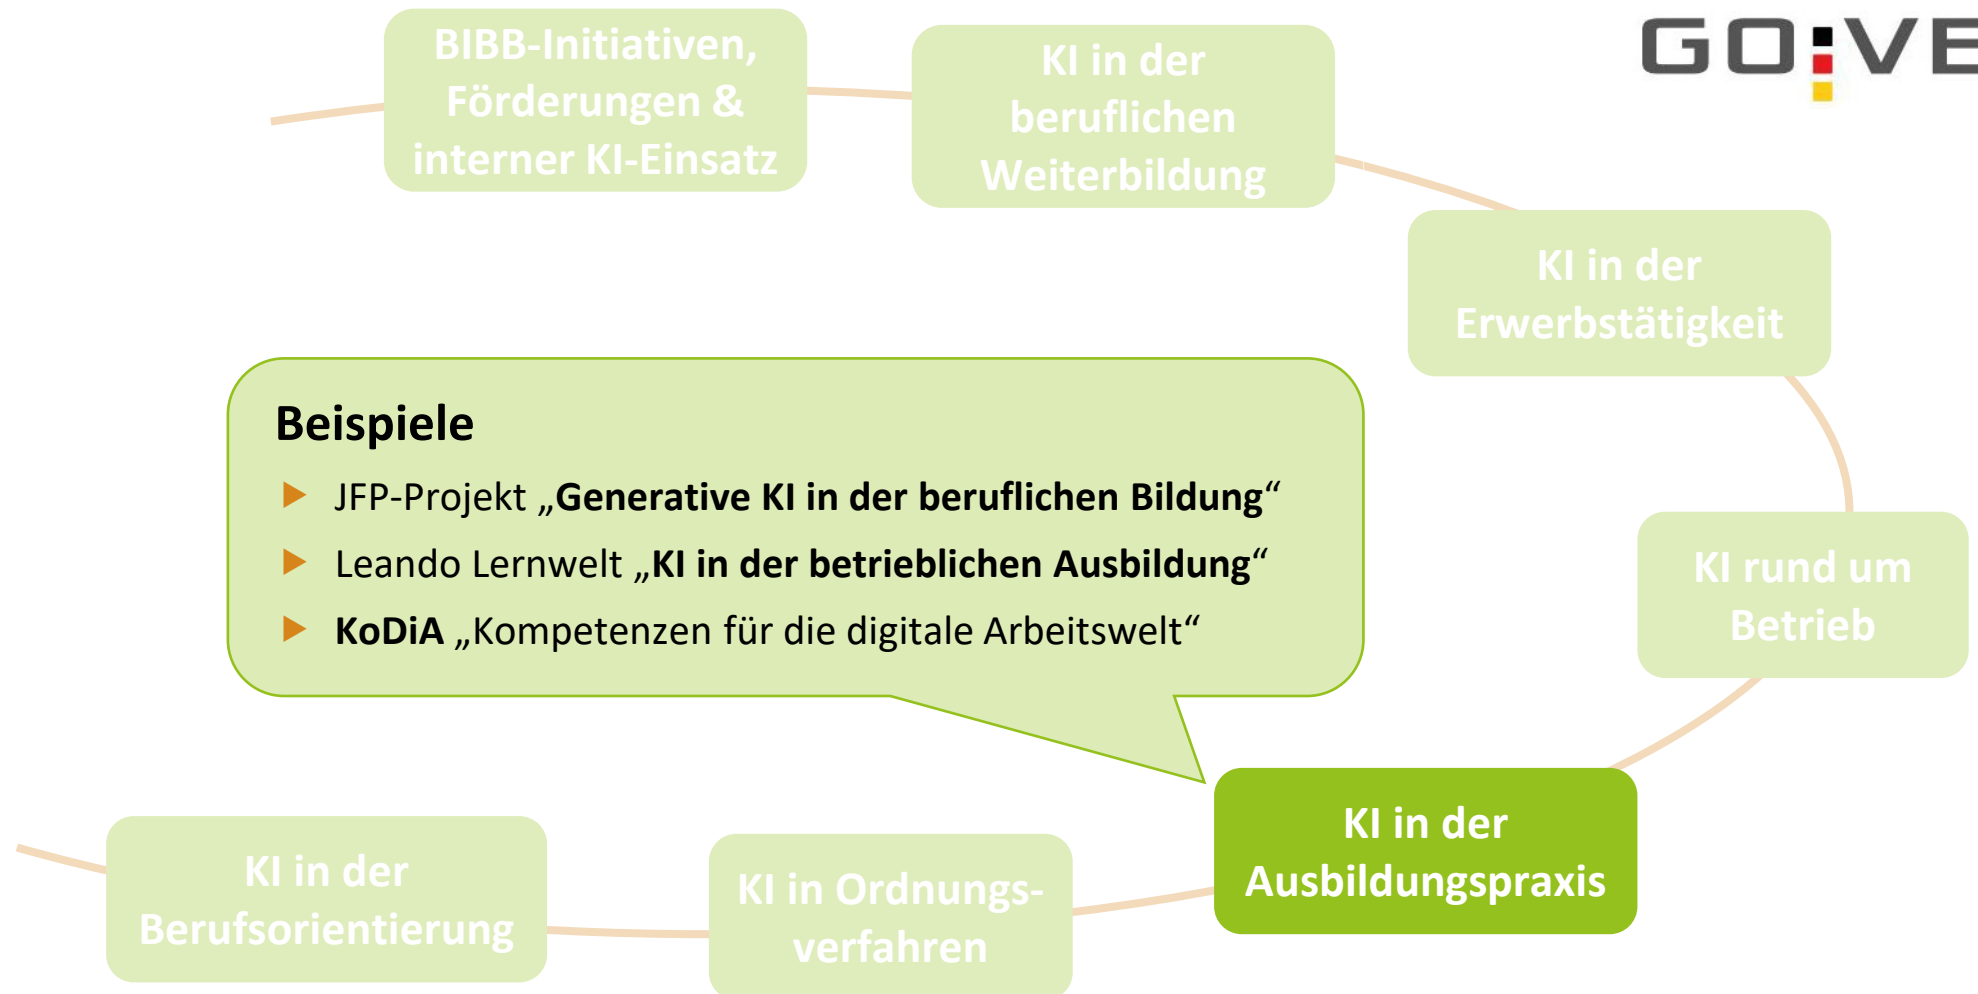 BIBB-Initiativen,
Förderungen &
interner KI-Einsatz
KI in der
beruflichen
Weiterbildung
GO:VE
KI in der
Erwerbstätigkeit
Beispiele
JFP-Projekt „Generative KI in der beruflichen Bildung“
Leando Lernwelt „KI in der betrieblichen Ausbildung“
KoDiA „Kompetenzen für die digitale Arbeitswelt“
KI rund um
Betrieb
KI in der
Ausbildungspraxis
KI in Ordnungs-
verfahren
KI in der
Berufsorientierung